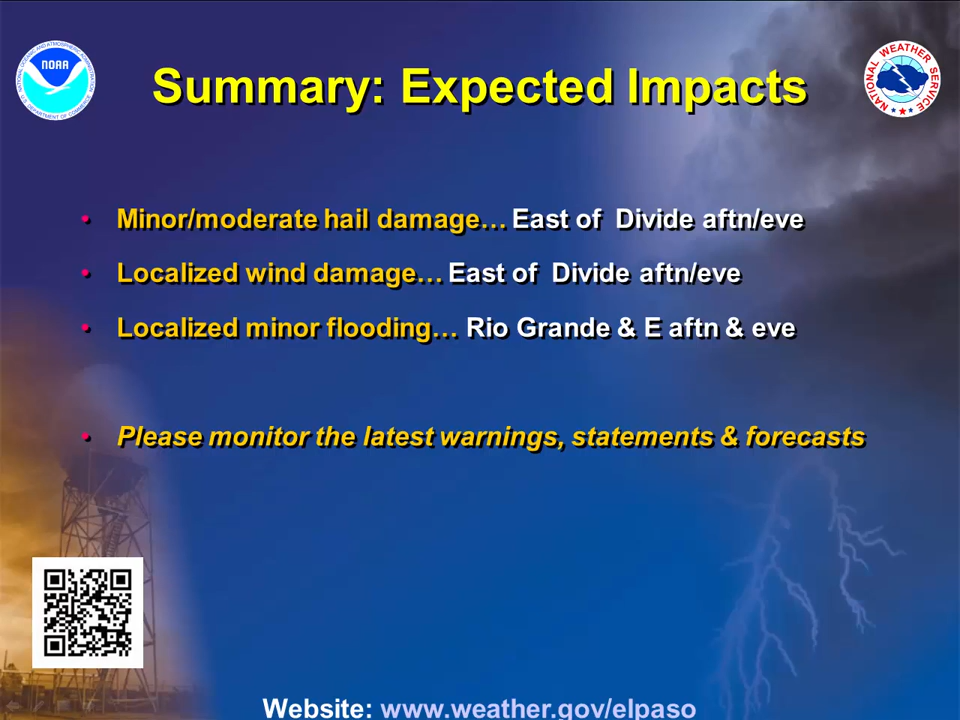 NOAA
NATIONAL WEATHER SERVICE
Summary: Expected Impacts
• Minor/moderate hail damage… East of Divide aftn/eve
• Localized wind damage… East of Divide aftn/eve
• Localized minor flooding… Rio Grande & E aftn & eve
• Please monitor the latest warnings, statements & forecasts
Website: www.weather.gov/elpaso